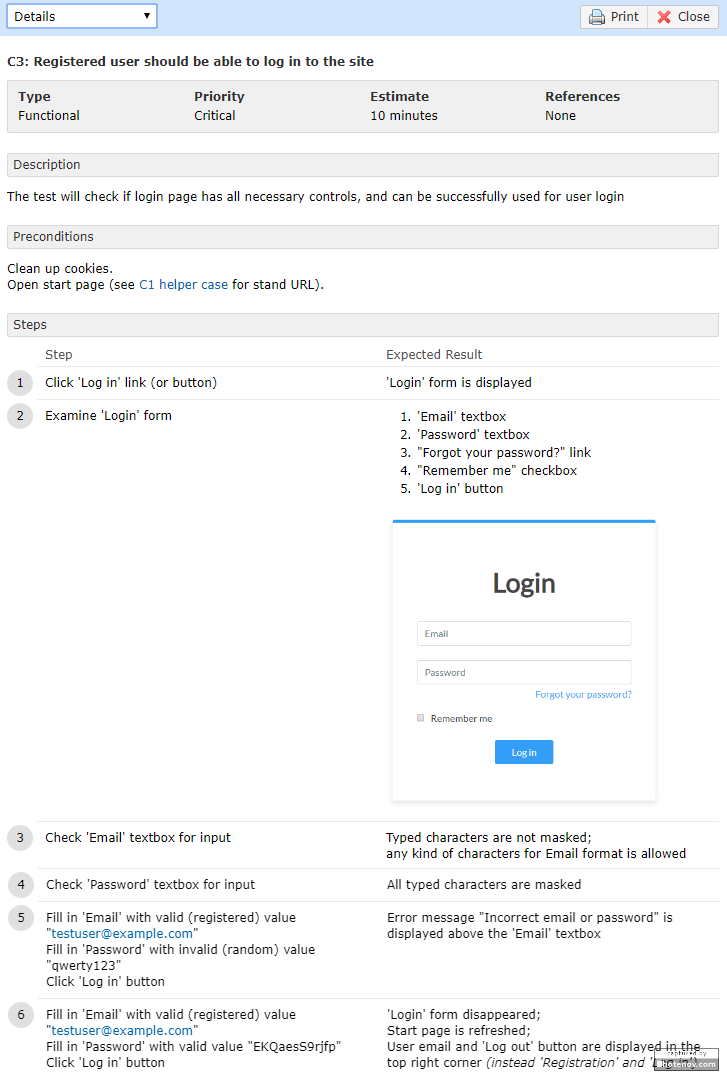 Details
Print
Close
C3: Registered user should be able to log in to the site
Type Priority Estimate References
Functional Critical 10 minutes None
Description
The test will check if login page has all necessary controls, and can be successfully used for user login
Preconditions
Clean up cookies.
Open start page (see C1 helper case for stand URL).
Steps
Step Expected Result
1 Click 'Log in' link (or button) 'Login' form is displayed
2 Examine 'Login' form
1. 'Email' textbox
2. 'Password' textbox
3. "Forgot your password?" link
4. "Remember me" checkbox
5. 'Log in' button
Login
Email
Password
Forgot your password?
Remember me
Log in
3 Check 'Email' textbox for input
Typed characters are not masked;
any kind of characters for Email format is allowed
4 Check 'Password' textbox for input
All typed characters are masked
5 Fill in 'Email' with valid (registered) value
"testuser@example.com"
Fill in 'Password' with invalid (random) value
"qwerty123"
Click 'Log in' button
Error message "Incorrect email or password" is
displayed above the 'Email' textbox
6 Fill in 'Email' with valid (registered) value
"testuser@example.com"
Fill in 'Password' with valid value "EKQaesS9rjfp"
Click 'Log in' button
'Login' form disappeared;
Start page is refreshed;
User email and 'Log out' button are displayed in the
top right corner (instead 'Registration' and 'Log in')
captured by